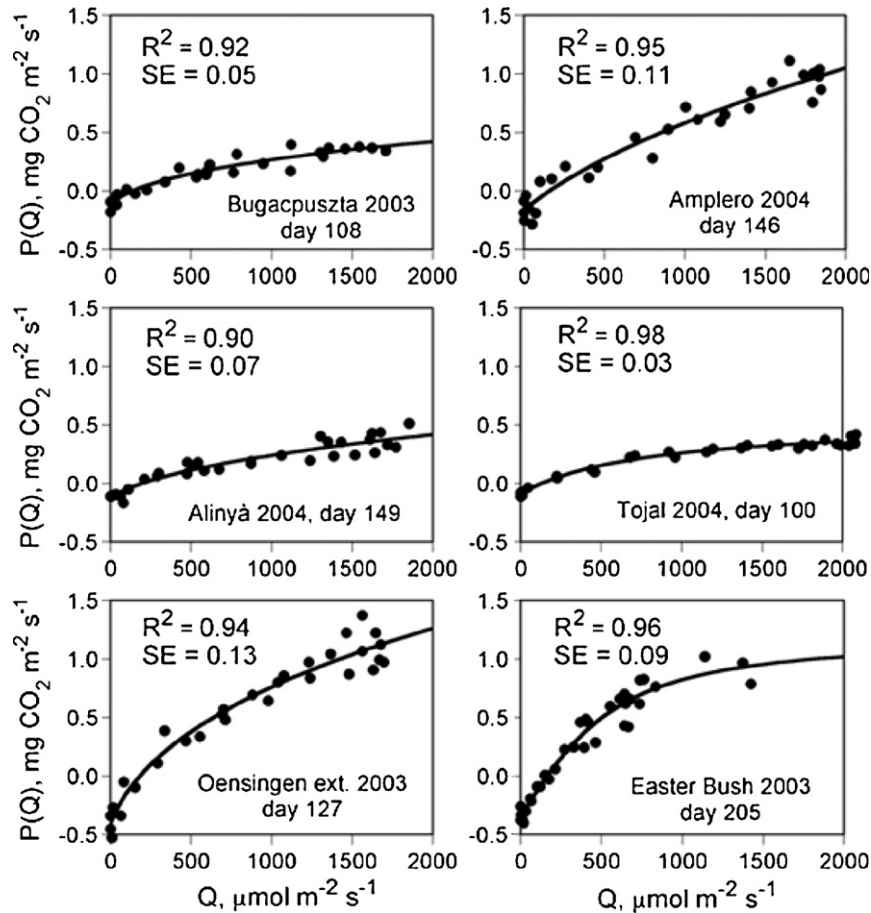 P(Q), mg CO2 m-2 s-1
1.5
1.0
0.5
0.0
-0.5
R2 = 0.92
SE = 0.05
Bugacpuszta 2003
day 108
0 500 1000 1500 2000
1.5
1.0
0.5
0.0
-0.5
R2 = 0.95
SE = 0.11
Amplero 2004
day 146
0 500 1000 1500 2000
P(Q), mg CO2 m-2 s-1
1.5
1.0
0.5
0.0
-0.5
R2 = 0.90
SE = 0.07
Alinyà 2004, day 149
0 500 1000 1500 2000
1.5
1.0
0.5
0.0
-0.5
R2 = 0.98
SE = 0.03
Tojal 2004, day 100
0 500 1000 1500 2000
P(Q), mg CO2 m-2 s-1
1.5
1.0
0.5
0.0
-0.5
R2 = 0.94
SE = 0.13
Oensingen ext. 2003
day 127
0 500 1000 1500 2000
Q, μmol m-2 s-1
1.5
1.0
0.5
0.0
-0.5
R2 = 0.96
SE = 0.09
Easter Bush 2003
day 205
0 500 1000 1500 2000
Q, μmol m-2 s-1